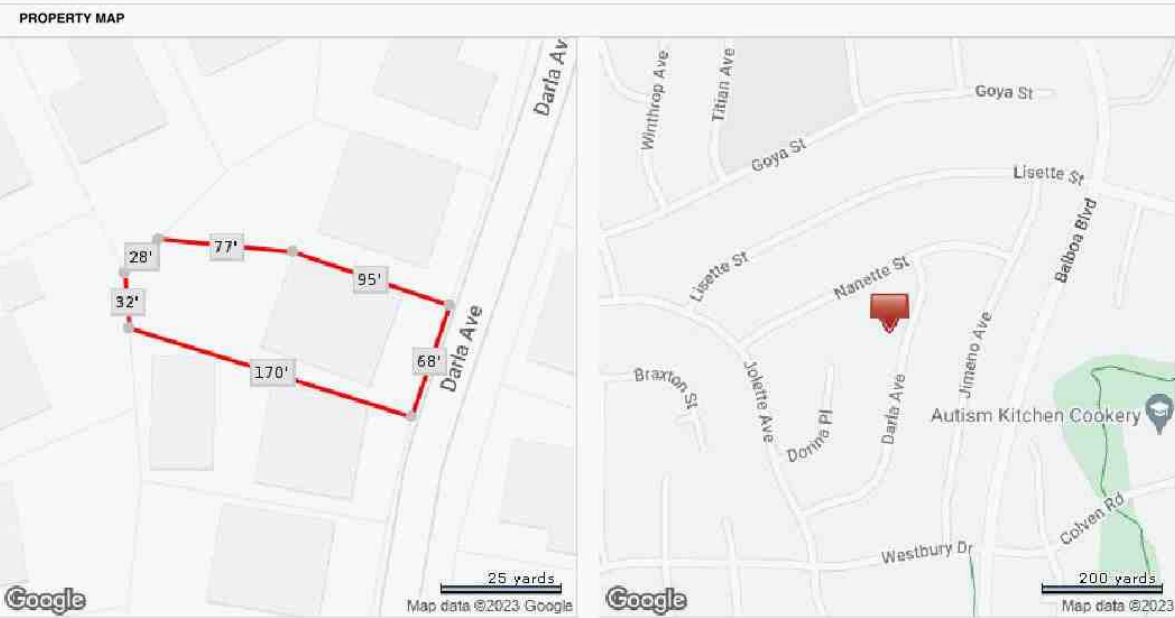 PROPERTY MAP
Darla Av
28'
77'
95'
32'
170'
68'
Darla Ave
25 yards
Google
Map data ©2023 Google
Winthrop Ave
Titian Ave
Goya St
Goya St
Lisette St
Balboa Blvd
Lisette St
Nanette St
Jimeno Ave
Braxton St
Jolette Ave
Darla Ave
Donna Pl
Autism Kitchen Cookery
Colven Rd
Westbury Dr
200 yards
Google
Map data ©2023